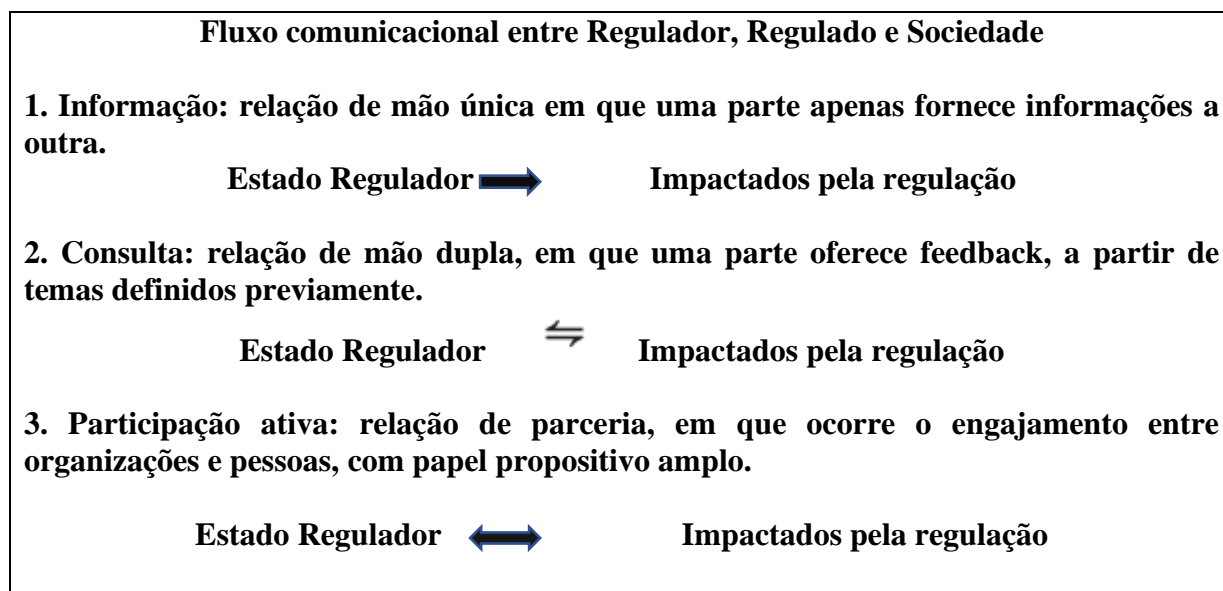 Fluxo comunicacional entre Regulador, Regulado e Sociedade
1. Informação: relação de mão única em que uma parte apenas fornece informações a
outra.
Estado Regulador Impactados pela regulação
2. Consulta: relação de mão dupla, em que uma parte oferece feedback, a partir de
temas definidos previamente.
Estado Regulador Impactados pela regulação
3. Participação ativa: relação de parceria, em que ocorre o engajamento entre
organizações e pessoas, com papel propositivo amplo.
Estado Regulador Impactados pela regulação